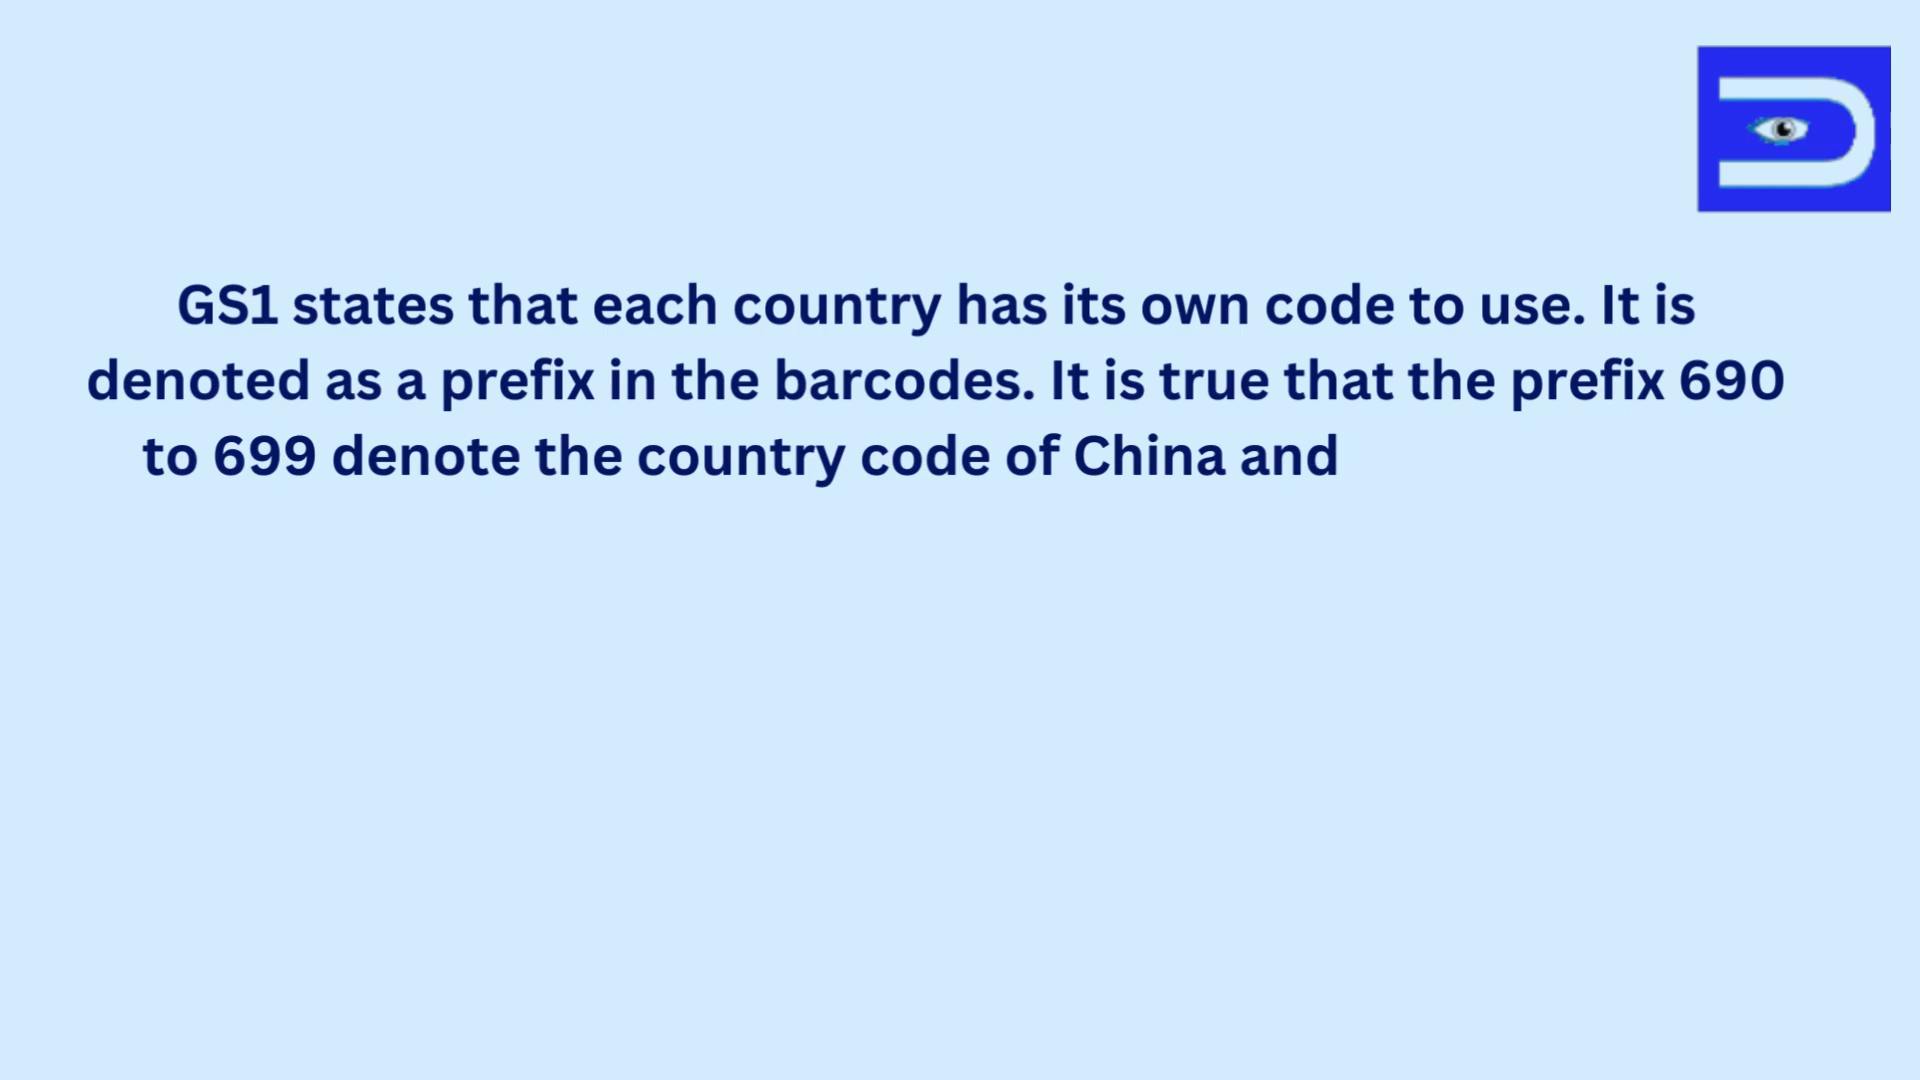 GS1 states that each country has its own code to use. It is
denoted as a prefix in the barcodes. It is true that the prefix 690
to 699 denote the country code of China and